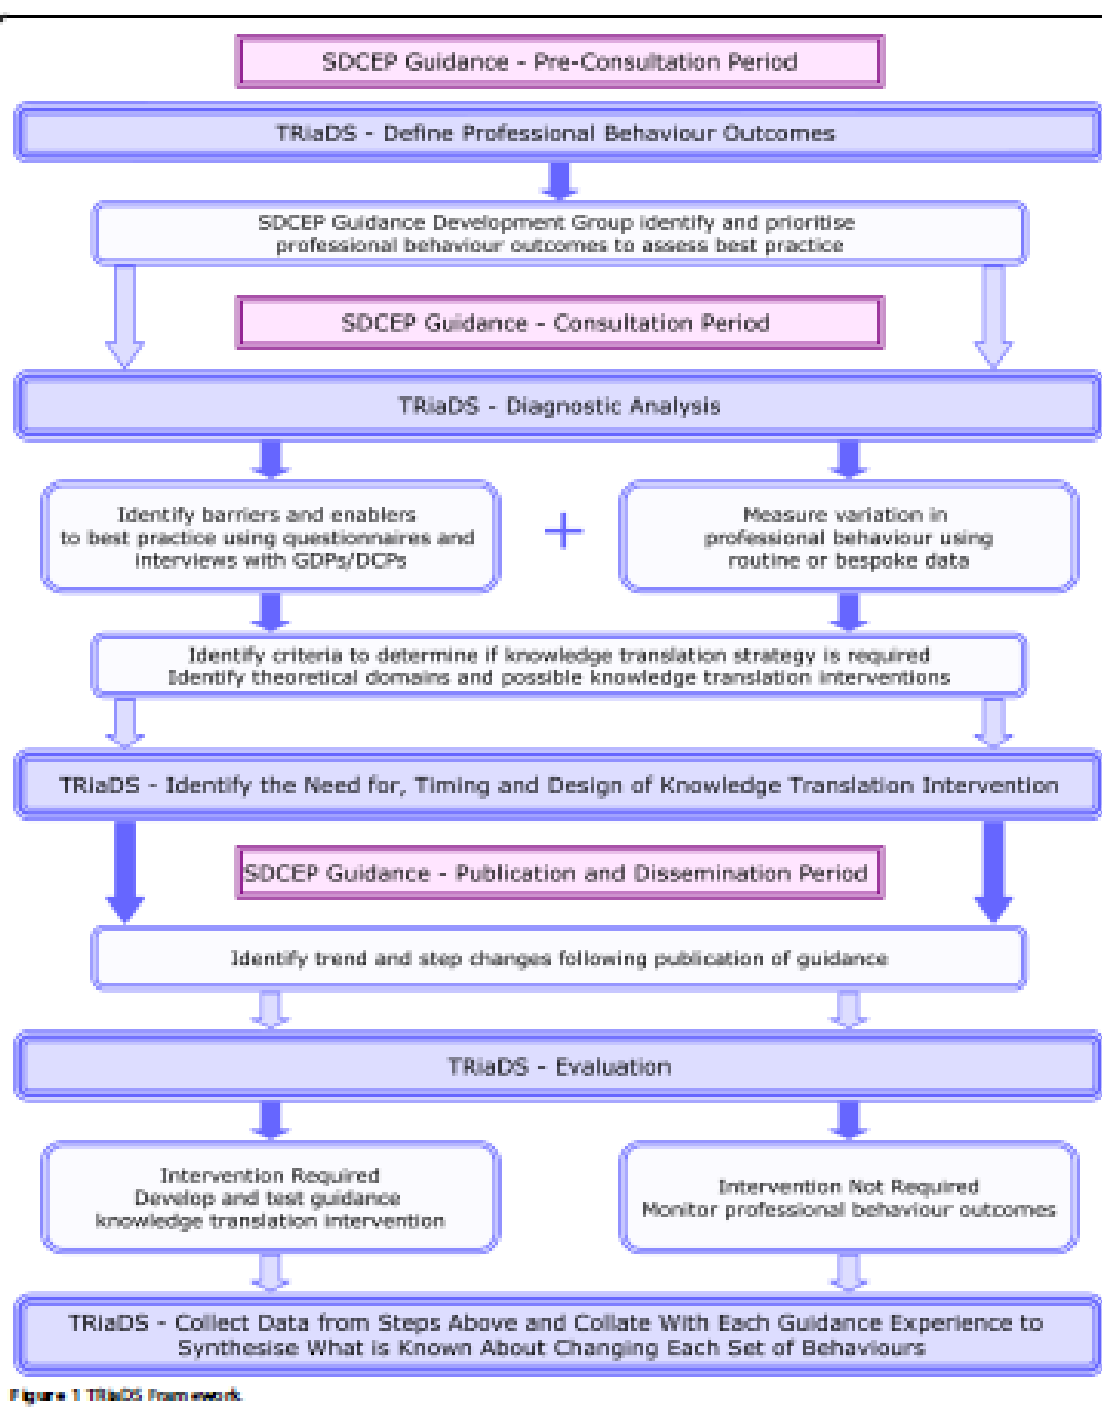 SDCEP Guidance - Pre-Consultation Period
TRiaDS - Define Professional Behaviour Outcomes
SDCEP Guidance Development Group identify and prioritise
professional behaviour outcomes to assess best practice
SDCEP Guidance - Consultation Period
TRiaDS - Diagnostic Analysis
Identify barriers and enablers
to best practice using questionnaires and
interviews with GDPs/DCPs
+
Measure variation in
professional behaviour using
routine or bespoke data
Identify criteria to determine if knowledge translation strategy is required
Identify theoretical domains and possible knowledge translation interventions
TRiaDS - Identify the Need for, Timing and Design of Knowledge Translation Intervention
SDCEP Guidance - Publication and Dissemination Period
Identify trend and step changes following publication of guidance
TRiaDS - Evaluation
Intervention Required
Develop and test guidance
knowledge translation intervention
Intervention Not Required
Monitor professional behaviour outcomes
TRiaDS - Collect Data from Steps Above and Collate With Each Guidance Experience to
Synthesise What is Known About Changing Each Set of Behaviours
Figure 1 TRiaDS Framework.